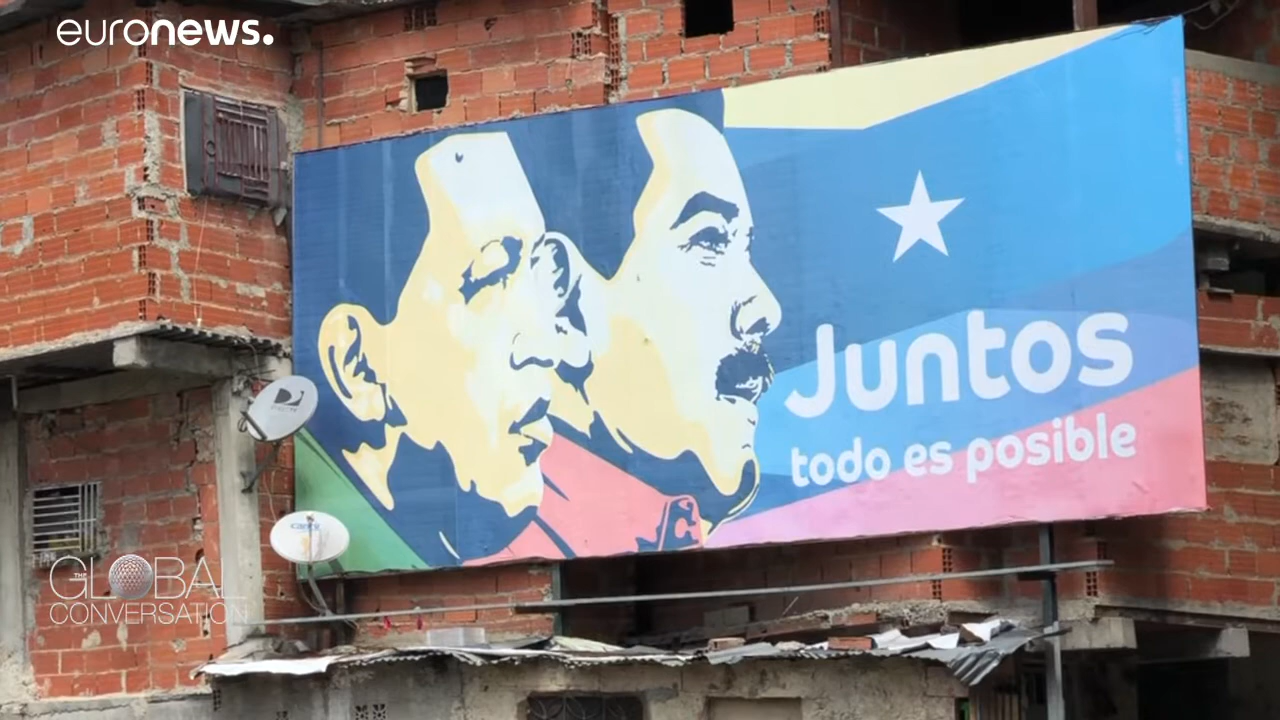 euronews.
Juntos
todo es posible
THE GLOBAL
CONVERSATION